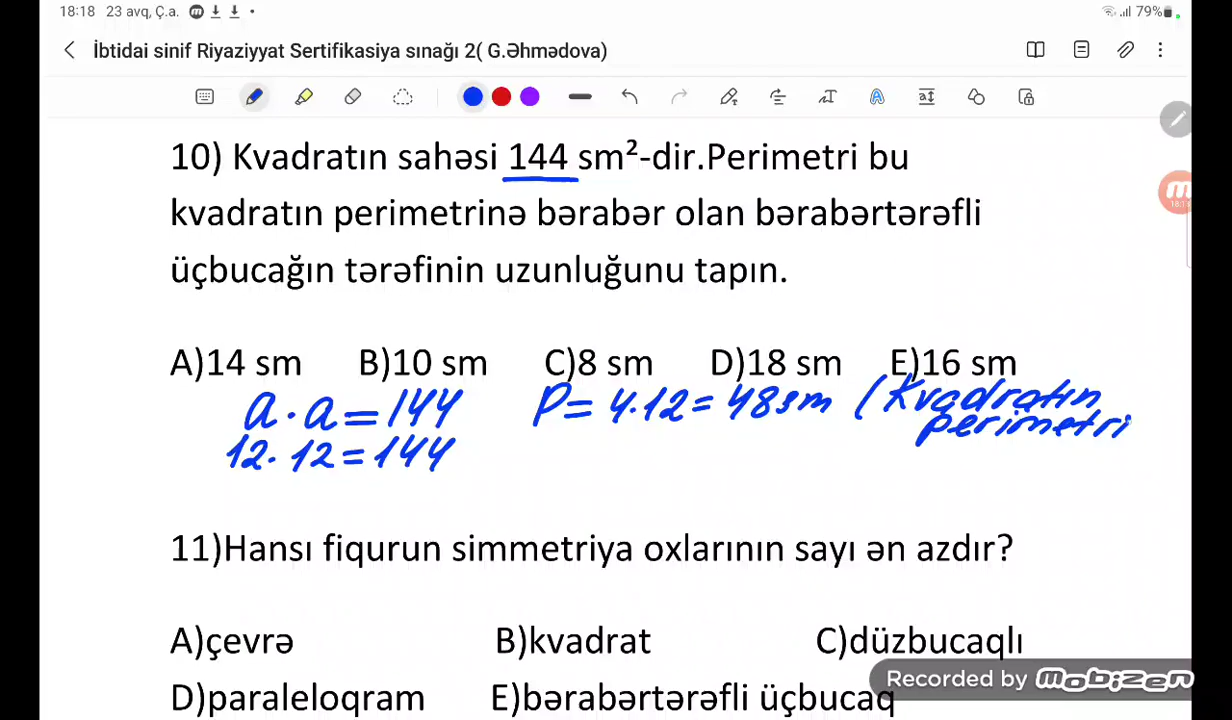 18:18 23 avq, Ç.a.
79%
İbtidai sinif Riyaziyyat Sertifikasiya sınağı 2( G.Əhmədova)
10) Kvadratın sahəsi 144 sm²-dir.Perimetri bu
kvadratın perimetrinə bərabər olan bərabərtərəfli
üçbucağın tərəfinin uzunluğunu tapın.
A)14 sm B)10 sm C)8 sm D)18 sm E)16 sm
a · a = 144 P = 4·12 = 48sm (Kvadratın
perimetri
12 · 12 = 144
11)Hansı fiqurun simmetriya oxlarının sayı ən azdır?
A)çevrə B)kvadrat C)düzbucaqlı
D)paraleloqram E)bərabərtərəfli üçbucaq
Recorded by mobizen